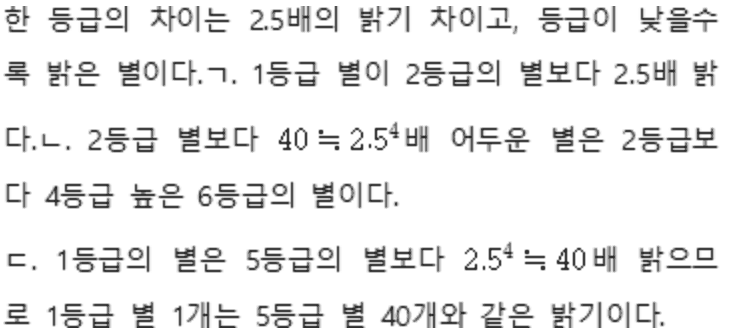 한 등급의 차이는 2.5배의 밝기 차이고, 등급이 낮을수
록 밝은 별이다.ㄱ. 1등급 별이 2등급의 별보다 2.5배 밝
다.ㄴ. 2등급 별보다 40≒2.5⁴배 어두운 별은 2등급보
다 4등급 높은 6등급의 별이다.
ㄷ. 1등급의 별은 5등급의 별보다 2.5⁴≒40배 밝으므
로 1등급 별 1개는 5등급 별 40개와 같은 밝기이다.